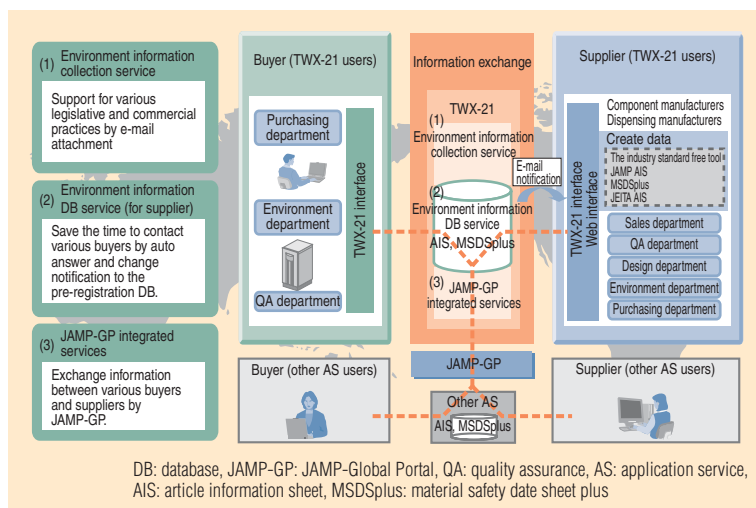 (1) Environment information
collection service
Support for various
legislative and commercial
practices by e-mail
attachment
(2) Environment information
DB service (for supplier)
Save the time to contact
various buyers by auto
answer and change
notification to the
pre-registration DB.
(3) JAMP-GP integrated
services
Exchange information
between various buyers
and suppliers by
JAMP-GP.
Buyer (TWX-21 users)
Purchasing
department
Environment
department
QA department
TWX-21 interface
Information exchange
TWX-21
(1)
Environment information
collection service
(2)
Environment information
DB service
AIS, MSDSplus
(3)
JAMP-GP
integrated services
E-mail
notification
Supplier (TWX-21 users)
TWX-21 interface
Web interface
Component manufacturers
Dispensing manufacturers
Create data
The industry standard free tool
JAMP AIS
MSDSplus
JEITA AIS
Sales department
QA department
Design department
Environment department
Purchasing department
JAMP-GP
Buyer (other AS users)
Other AS
AIS, MSDSplus
Supplier (other AS users)
DB: database, JAMP-GP: JAMP-Global Portal, QA: quality assurance, AS: application service,
AIS: article information sheet, MSDSplus: material safety date sheet plus